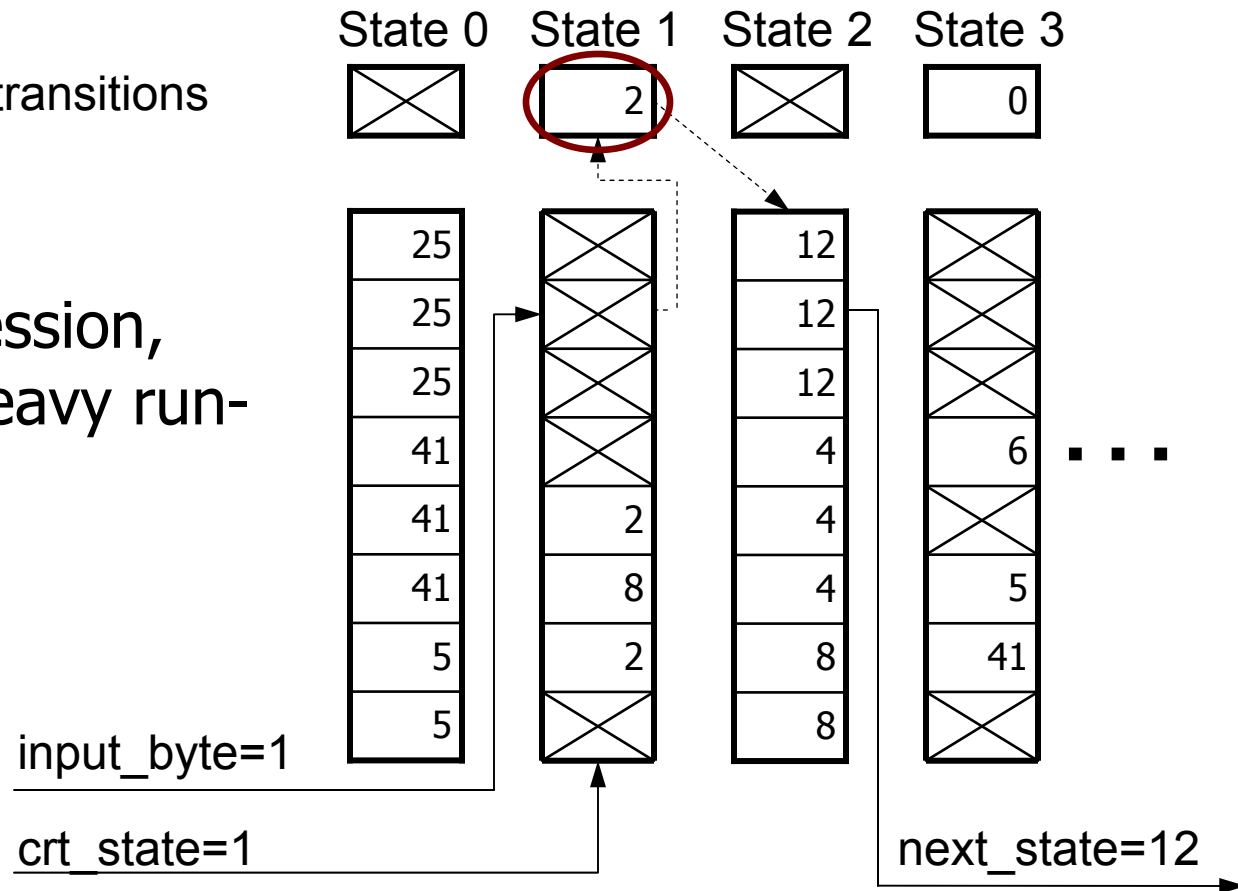 State 0 State 1 State 2 State 3
transitions
2 0
25 12
ession, 25 12
25 12
eavy run-
41 4 6
41 2 4
41 8 4 5
5 2 8 41
5 8
...
input_byte=1
crt_state=1 next_state=12